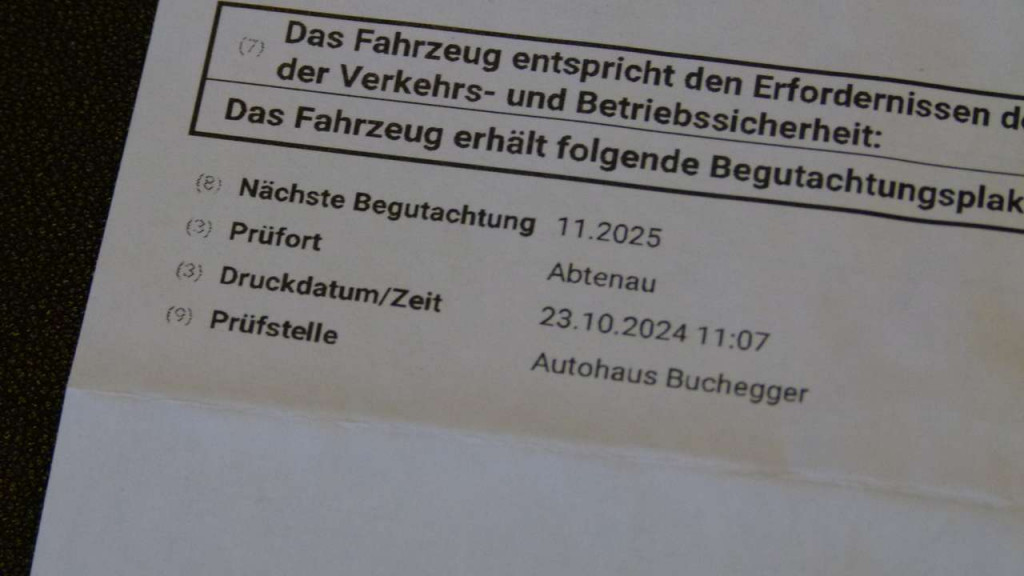 (7) Das Fahrzeug entspricht den Erfordernissen
der Verkehrs- und Betriebssicherheit:
Das Fahrzeug erhält folgende
(8) Nächste Begutachtung 11.2025
(3) Prüfort Abtenau
(3) Druckdatum/Zeit 23.10.2024 11:07
(9) Prüfstelle Autohaus Buchegger